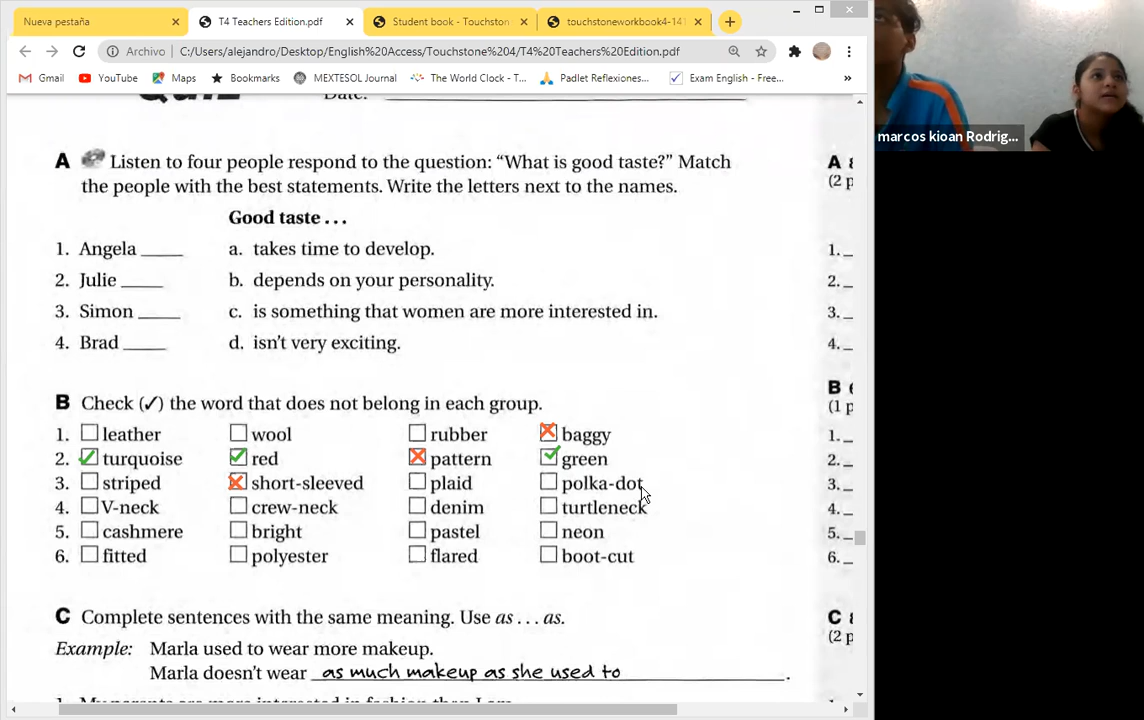 Nueva pestaña
T4 Teachers Edition.pdf
Student book - Touchston
touchstoneworkbook4-141
Archivo
C:/Users/alejandro/Desktop/English%20Access/Touchstone%204/T4%20Teachers%20Edition.pdf
Gmail
YouTube
Maps
Bookmarks
MEXTESOL Journal
The World Clock - T...
Padlet Reflexiones...
Exam English - Free...
»
marcos kioan Rodrig...
Quiz
Date:
A Listen to four people respond to the question: “What is good taste?” Match
the people with the best statements. Write the letters next to the names.
Good taste . . .
1. Angela ____ a. takes time to develop.
2. Julie ____ b. depends on your personality.
3. Simon ____ c. is something that women are more interested in.
4. Brad ____ d. isn’t very exciting.
B Check (✓) the word that does not belong in each group.
1. leather wool rubber baggy
2. turquoise red pattern green
3. striped short-sleeved plaid polka-dot
4. V-neck crew-neck denim turtleneck
5. cashmere bright pastel neon
6. fitted polyester flared boot-cut
C Complete sentences with the same meaning. Use as . . . as.
Example: Marla used to wear more makeup.
Marla doesn’t wear as much makeup as she used to .
A
(2 p
1.
2.
3.
4.
B
(1 p
1.
2.
3.
4.
5.
6.
C
(2 p